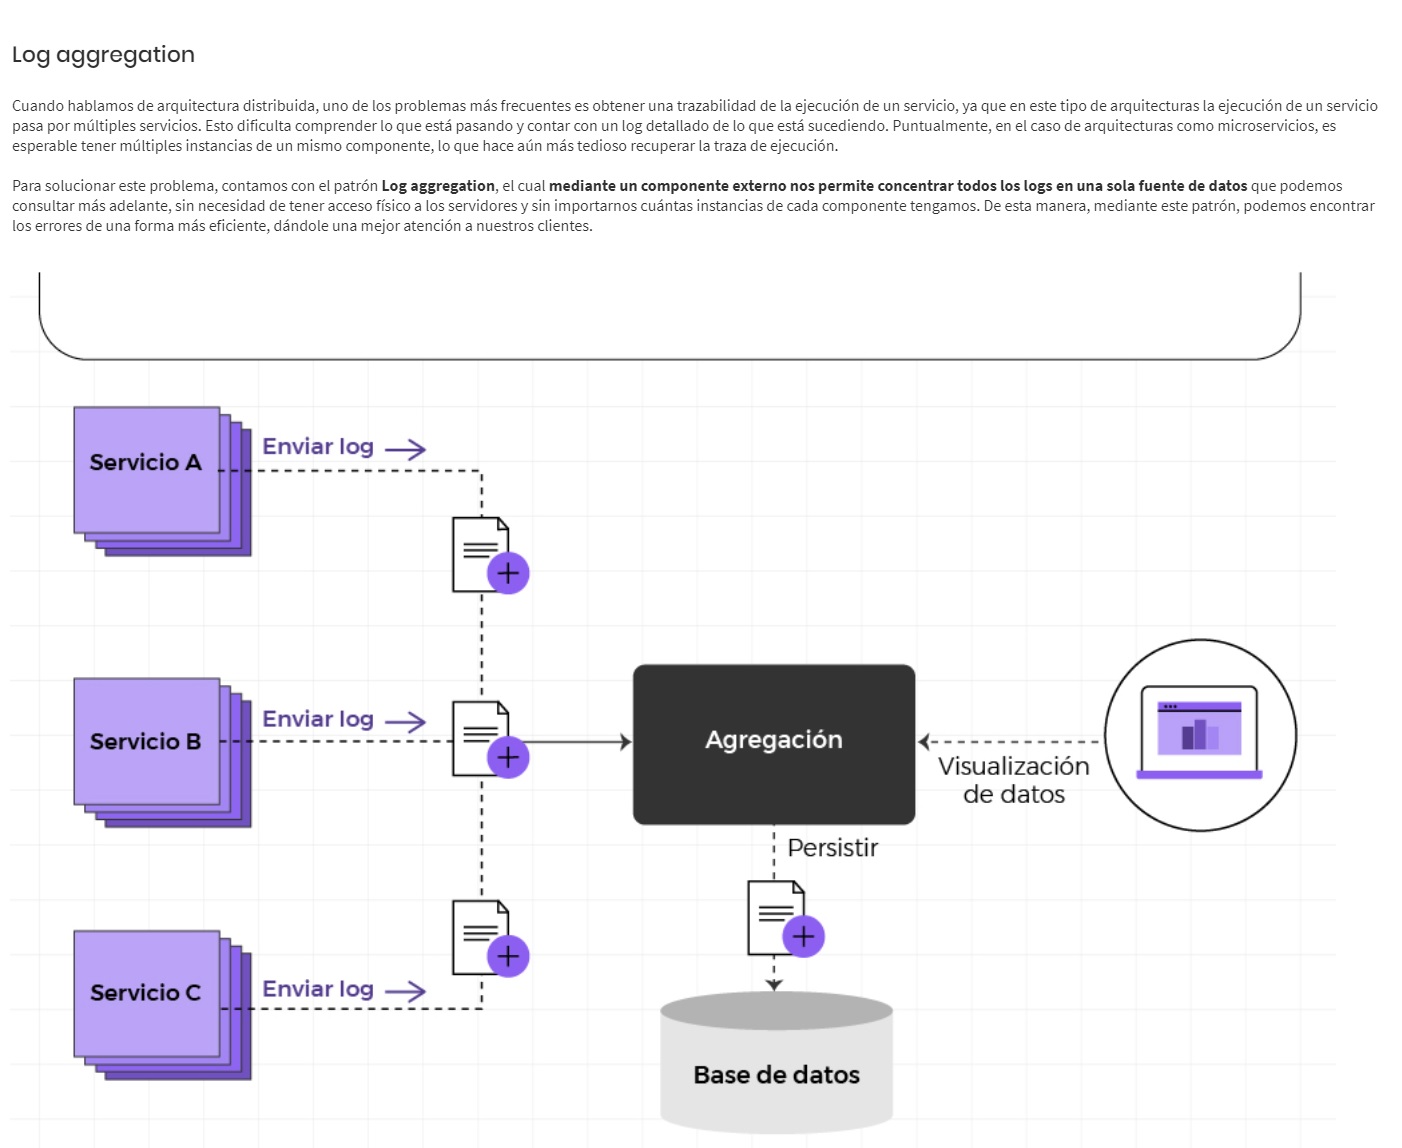 Log aggregation
Cuando hablamos de arquitectura distribuida, uno de los problemas más frecuentes es obtener una trazabilidad de la ejecución de un servicio, ya que en este tipo de arquitecturas la ejecución de un servicio
pasa por múltiples servicios. Esto dificulta comprender lo que está pasando y contar con un log detallado de lo que está sucediendo. Puntualmente, en el caso de arquitecturas como microservicios, es
esperable tener múltiples instancias de un mismo componente, lo que hace aún más tedioso recuperar la traza de ejecución.
Para solucionar este problema, contamos con el patrón Log aggregation, el cual mediante un componente externo nos permite concentrar todos los logs en una sola fuente de datos que podemos
consultar más adelante, sin necesidad de tener acceso físico a los servidores y sin importarnos cuántas instancias de cada componente tengamos. De esta manera, mediante este patrón, podemos encontrar
los errores de una forma más eficiente, dándole una mejor atención a nuestros clientes.
Servicio A
Enviar log
Servicio B
Enviar log
Agregación
Visualización
de datos
Persistir
Servicio C
Enviar log
Base de datos